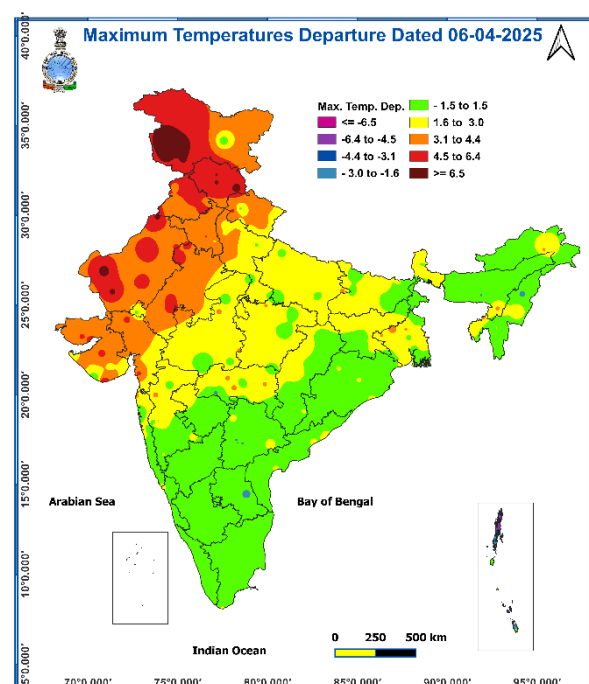 Maximum Temperatures Departure Dated 06-04-2025
Max. Temp. Dep.
<= -6.5
-6.4 to -4.5
-4.4 to -3.1
- 3.0 to -1.6
- 1.5 to 1.5
1.6 to 3.0
3.1 to 4.4
4.5 to 6.4
>= 6.5
40°0.000'
35°0.000'
30°0.000'
25°0.000'
20°0.000'
15°0.000'
10°0.000'
5°0.000'
Arabian Sea
Bay of Bengal
Indian Ocean
0 250 500 km
70°0.000' 75°0.000' 80°0.000' 85°0.000' 90°0.000' 95°0.000'